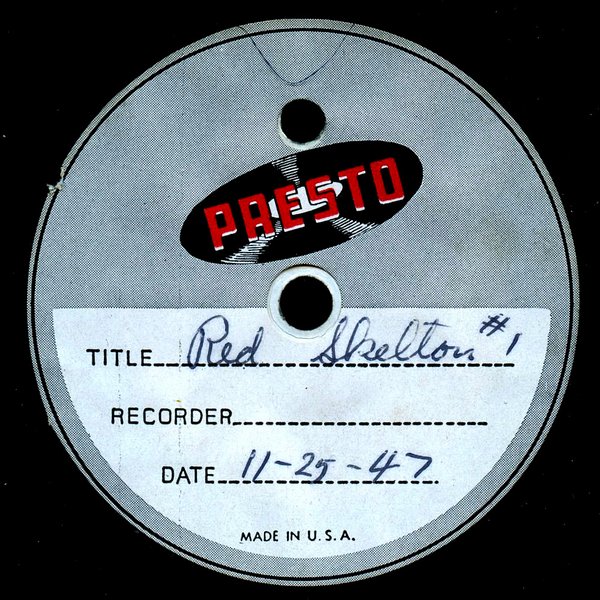 PRESTO
TITLE Red Skelton #1
RECORDER
DATE 11-25-47
MADE IN U.S.A.